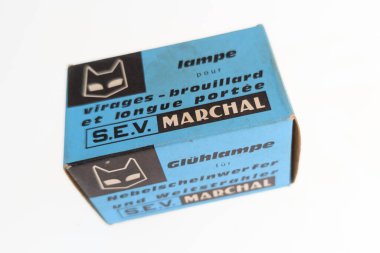 lampe
pour
virages-brouillard
et longue portée
S.E.V. MARCHAL
Glühlampe
für
Nebelscheinwerfer
und Weitstrahler
S.E.V. MARCHAL